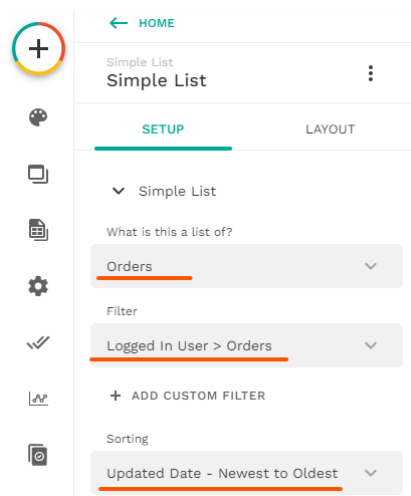 HOME
Simple List
Simple List
SETUP LAYOUT
Simple List
What is this a list of?
Orders
Filter
Logged In User > Orders
+ ADD CUSTOM FILTER
Sorting
Updated Date - Newest to Oldest